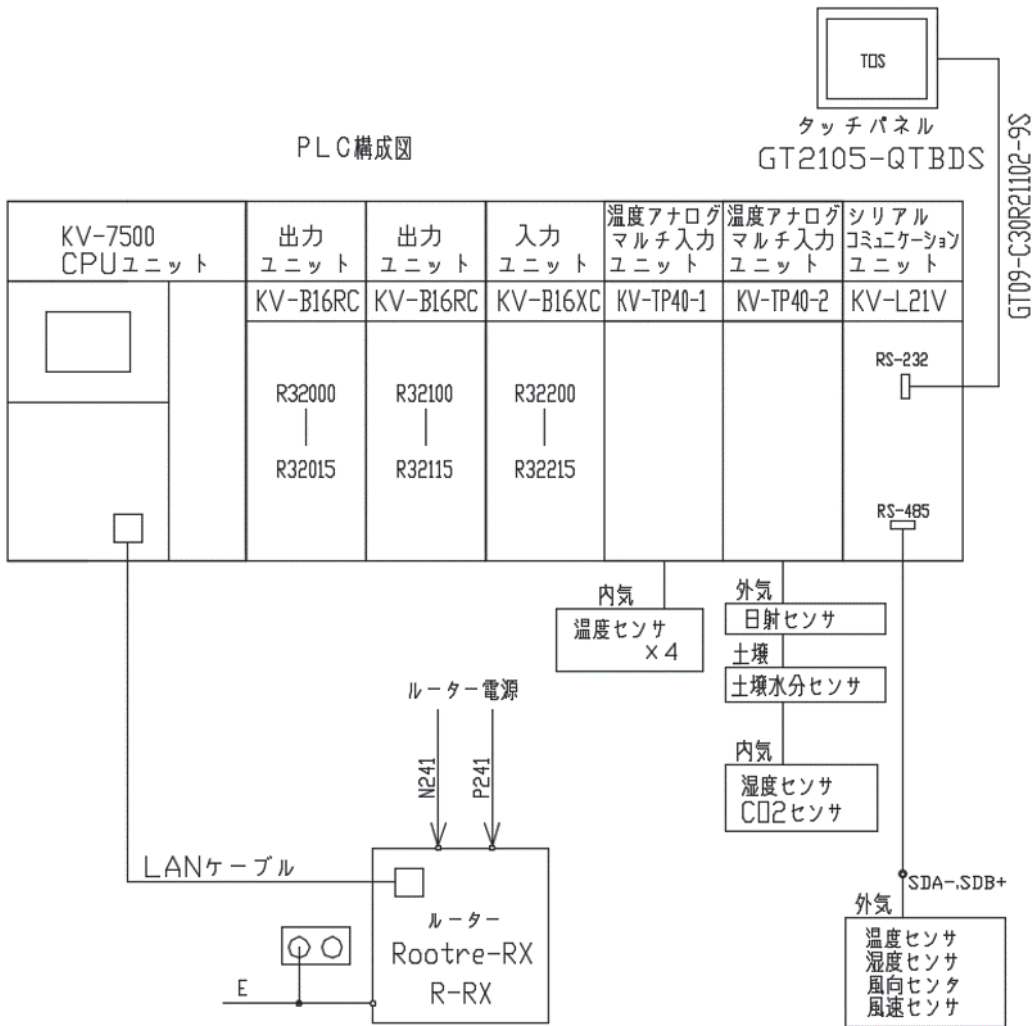 TOS
タッチパネル
GT2105-QTBDS
GT09-C30R21102-9S
PLC構成図
KV-7500
CPUユニット
出力
ユニット
KV-B16RC
R32000
R32015
出力
ユニット
KV-B16RC
R32100
R32115
入力
ユニット
KV-B16XC
R32200
R32215
温度アナログ
マルチ入力
ユニット
KV-TP40-1
温度アナログ
マルチ入力
ユニット
KV-TP40-2
シリアル
コミュニケーション
ユニット
KV-L21V
RS-232
RS-485
内気
温度センサ
×4
外気
日射センサ
土壌
土壌水分センサ
内気
湿度センサ
CO2センサ
ルーター電源
N241
P241
LANケーブル
ルーター
Rootre-RX
R-RX
E
SDA-,SDB+
外気
温度センサ
湿度センサ
風向センタ
風速センサ